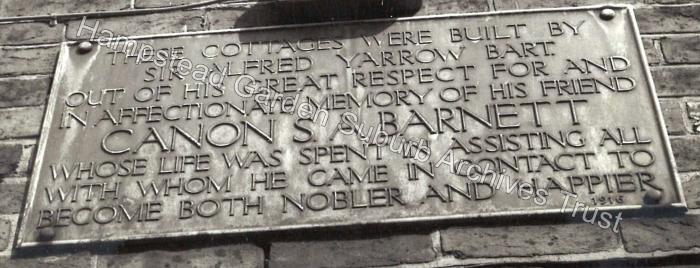 THESE COTTAGES WERE BUILT BY
SIR ALFRED YARROW BART
OUT OF HIS GREAT RESPECT FOR AND
IN AFFECTIONATE MEMORY OF HIS FRIEND
CANON S. A. BARNETT
WHOSE LIFE WAS SPENT IN ASSISTING ALL
WITH WHOM HE CAME IN CONTACT TO
BECOME BOTH NOBLER AND HAPPIER
1916
Hampstead Garden Suburb Archives Trust